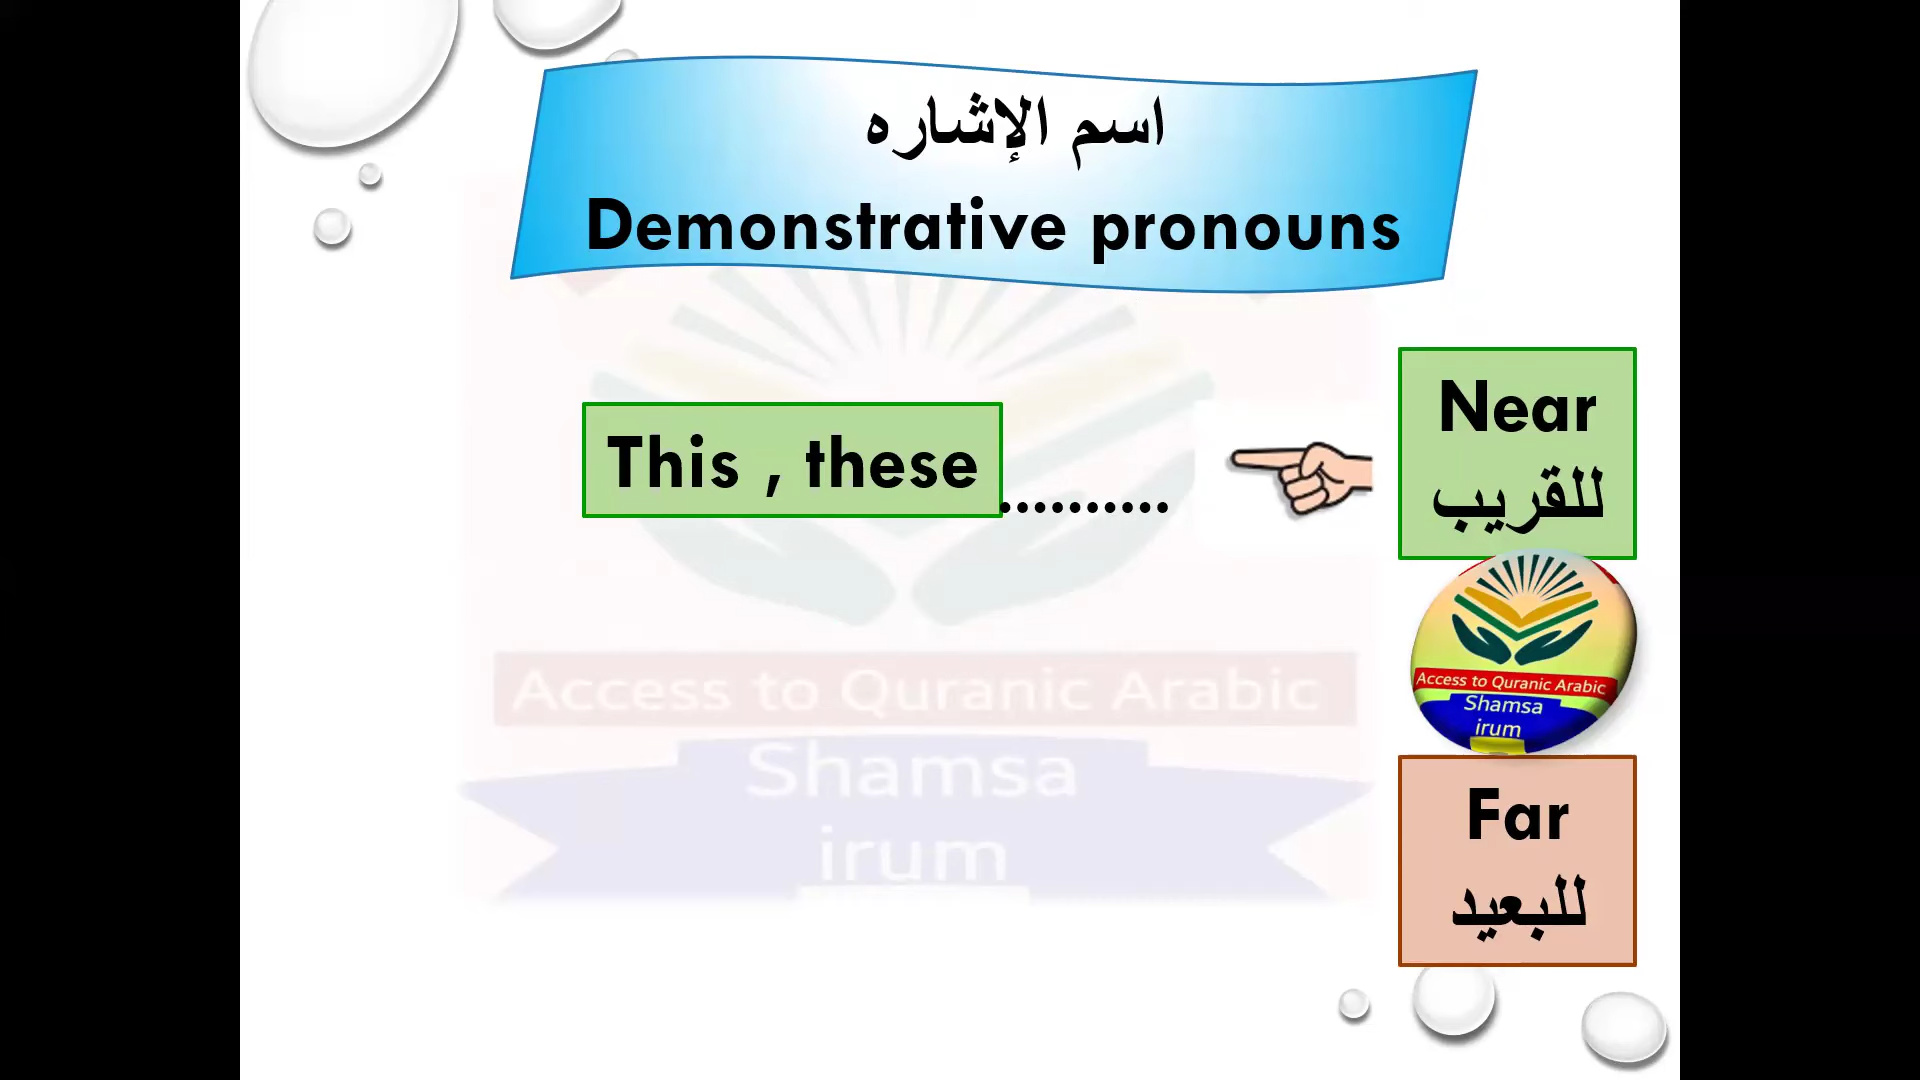 اسم الإشاره
Demonstrative pronouns
Near
للقريب
This , these
..........
Access to Quranic Arabic
Shamsa
irum
Access to Quranic Arabic
Shamsa
irum
Far
للبعيد